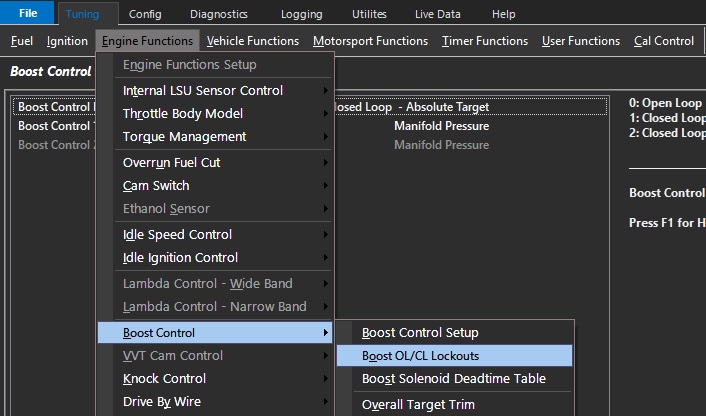 File Tuning Config Diagnostics Logging Utilites Live Data Help
Fuel Ignition Engine Functions Vehicle Functions Motorsport Functions Timer Functions User Functions Cal Control
Boost Control
Engine Functions Setup
Internal LSU Sensor Control
Throttle Body Model
Torque Management
Overrun Fuel Cut
Cam Switch
Ethanol Sensor
Idle Speed Control
Idle Ignition Control
Lambda Control - Wide Band
Lambda Control - Narrow Band
Boost Control
VVT Cam Control
Knock Control
Drive By Wire
Boost Control Setup
Boost OL/CL Lockouts
Boost Solenoid Deadtime Table
Overall Target Trim
Boost Control
Boost Control
Boost Control
Loop - Absolute Target
Manifold Pressure
Manifold Pressure
0: Open Loop
1: Closed Loop
2: Closed Loop
Boost Control
Press F1 for